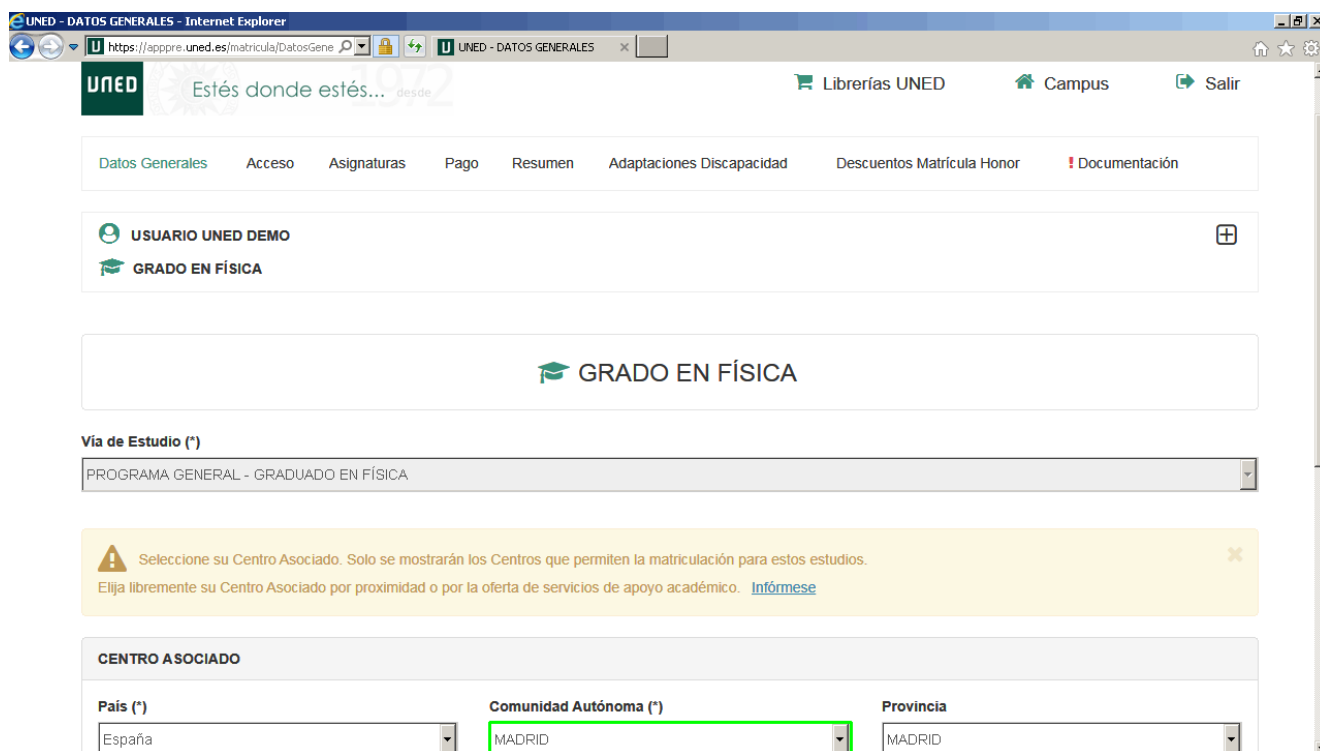 UNED - DATOS GENERALES - Internet Explorer
https://apppre.uned.es/matricula/DatosGene
UNED - DATOS GENERALES
UNED
Estés donde estés... desde 1972
Librerías UNED
Campus
Salir
Datos Generales Acceso Asignaturas Pago Resumen Adaptaciones Discapacidad Descuentos Matrícula Honor ! Documentación
USUARIO UNED DEMO
GRADO EN FÍSICA
GRADO EN FÍSICA
Vía de Estudio (*)
PROGRAMA GENERAL - GRADUADO EN FÍSICA
Seleccione su Centro Asociado. Solo se mostrarán los Centros que permiten la matriculación para estos estudios.
Elija libremente su Centro Asociado por proximidad o por la oferta de servicios de apoyo académico. Infórmese
CENTRO ASOCIADO
País (*) Comunidad Autónoma (*) Provincia
España MADRID MADRID